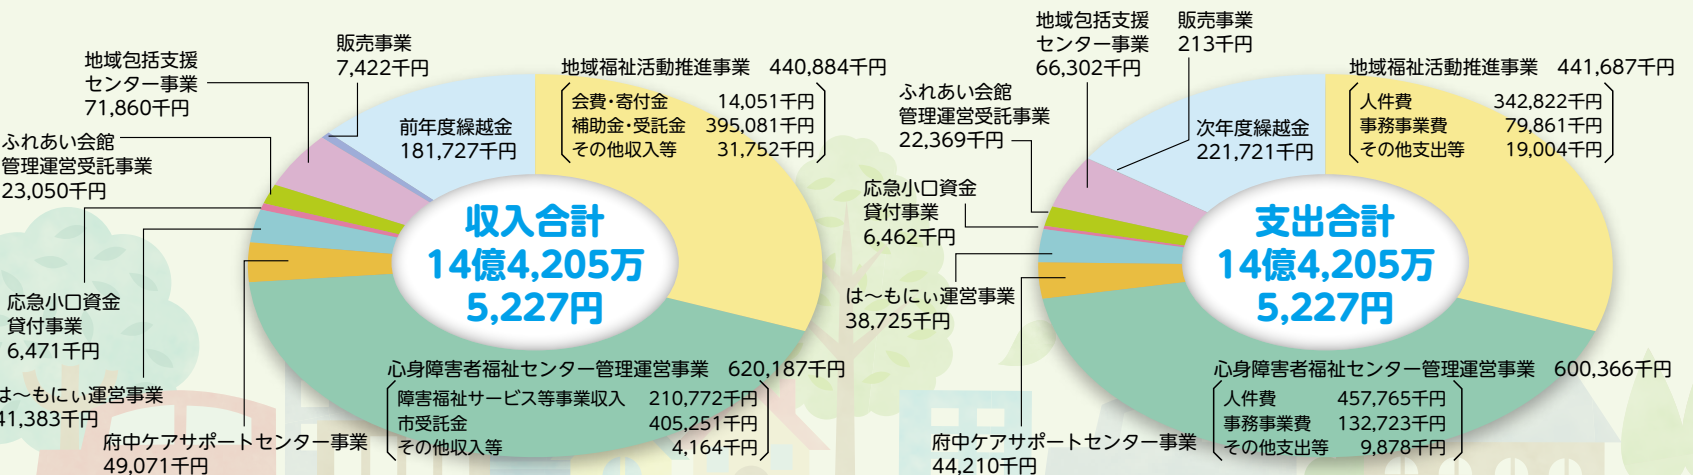 収入合計
14億4,205万
5,227円
地域福祉活動推進事業 440,884千円
会費・寄付金 14,051千円
補助金・受託金 395,081千円
その他収入等 31,752千円
心身障害者福祉センター管理運営事業 620,187千円
障害福祉サービス等事業収入 210,772千円
市受託金 405,251千円
その他収入等 4,164千円
府中ケアサポートセンター事業
49,071千円
は〜もにぃ運営事業
41,383千円
応急小口資金
貸付事業
6,471千円
ふれあい会館
管理運営受託事業
23,050千円
地域包括支援
センター事業
71,860千円
販売事業
7,422千円
前年度繰越金
181,727千円
支出合計
14億4,205万
5,227円
地域福祉活動推進事業 441,687千円
人件費 342,822千円
事務事業費 79,861千円
その他支出等 19,004千円
心身障害者福祉センター管理運営事業 600,366千円
人件費 457,765千円
事務事業費 132,723千円
その他支出等 9,878千円
府中ケアサポートセンター事業
44,210千円
は〜もにぃ運営事業
38,725千円
応急小口資金
貸付事業
6,462千円
ふれあい会館
管理運営受託事業
22,369千円
地域包括支援
センター事業
66,302千円
販売事業
213千円
次年度繰越金
221,721千円